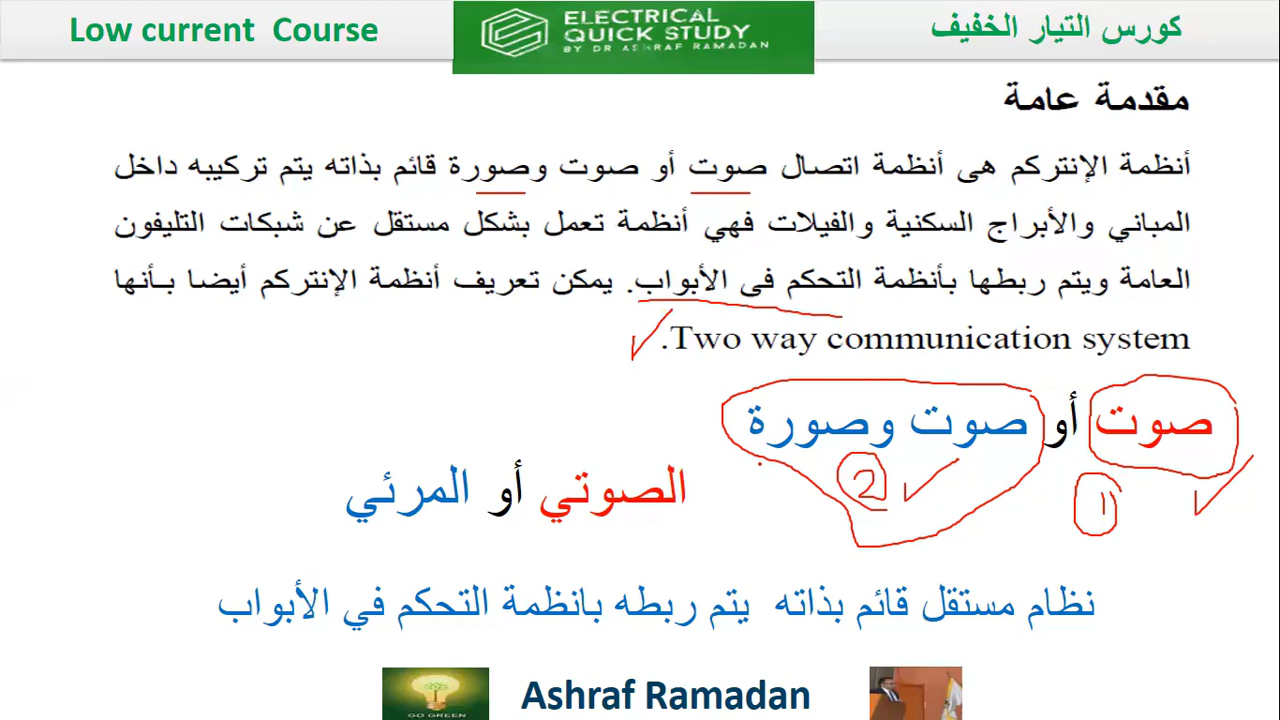 Low current Course
ELECTRICAL
QUICK STUDY
BY DR ASHRAF RAMADAN
كورس التيار الخفيف
مقدمة عامة
أنظمة الإنتركم هى أنظمة اتصال صوت أو صوت وصورة قائم بذاته يتم تركيبه داخل
المباني والأبراج السكنية والفيلات فهي أنظمة تعمل بشكل مستقل عن شبكات التليفون
العامة ويتم ربطها بأنظمة التحكم فى الأبواب. يمكن تعريف أنظمة الإنتركم أيضا بأنها
Two way communication system.
صوت أو صوت وصورة
1 2
الصوتي أو المرئي
نظام مستقل قائم بذاته يتم ربطه بانظمة التحكم في الأبواب
GO GREEN
Ashraf Ramadan